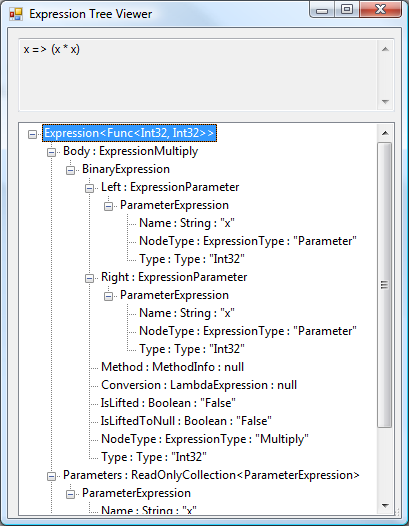 Expression Tree Viewer
x => (x * x)
Expression<Func<Int32, Int32>>
Body : ExpressionMultiply
BinaryExpression
Left : ExpressionParameter
ParameterExpression
Name : String : "x"
NodeType : ExpressionType : "Parameter"
Type : Type : "Int32"
Right : ExpressionParameter
ParameterExpression
Name : String : "x"
NodeType : ExpressionType : "Parameter"
Type : Type : "Int32"
Method : MethodInfo : null
Conversion : LambdaExpression : null
IsLifted : Boolean : "False"
IsLiftedToNull : Boolean : "False"
NodeType : ExpressionType : "Multiply"
Type : Type : "Int32"
Parameters : ReadOnlyCollection<ParameterExpression>
ParameterExpression
Name : String : "x"